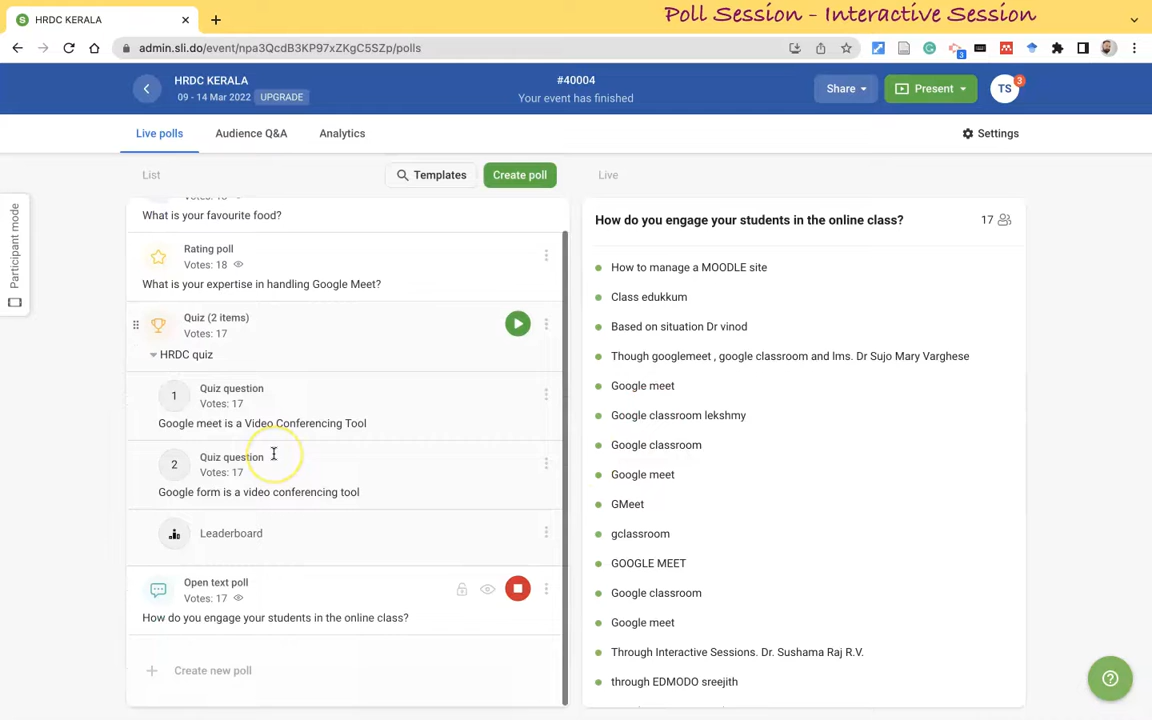 HRDC KERALA
Poll Session - Interactive Session
admin.sli.do/event/npa3QcdB3KP97xZKgC5SZp/polls
3
HRDC KERALA
09 - 14 Mar 2022 UPGRADE
#40004
Your event has finished
Share
Present
TS
3
Live polls
Audience Q&A
Analytics
Settings
Participant mode
List
Templates
Create poll
Live
What is your favourite food?
Rating poll
Votes: 18
What is your expertise in handling Google Meet?
Quiz (2 items)
Votes: 17
HRDC quiz
1
Quiz question
Votes: 17
Google meet is a Video Conferencing Tool
2
Quiz question
Votes: 17
Google form is a video conferencing tool
Leaderboard
Open text poll
Votes: 17
How do you engage your students in the online class?
Create new poll
How do you engage your students in the online class?
17
How to manage a MOODLE site
Class edukkum
Based on situation Dr vinod
Though googlemeet , google classroom and lms. Dr Sujo Mary Varghese
Google meet
Google classroom lekshmy
Google classroom
Google meet
GMeet
gclassroom
GOOGLE MEET
Google classroom
Google meet
Through Interactive Sessions. Dr. Sushama Raj R.V.
through EDMODO sreejith